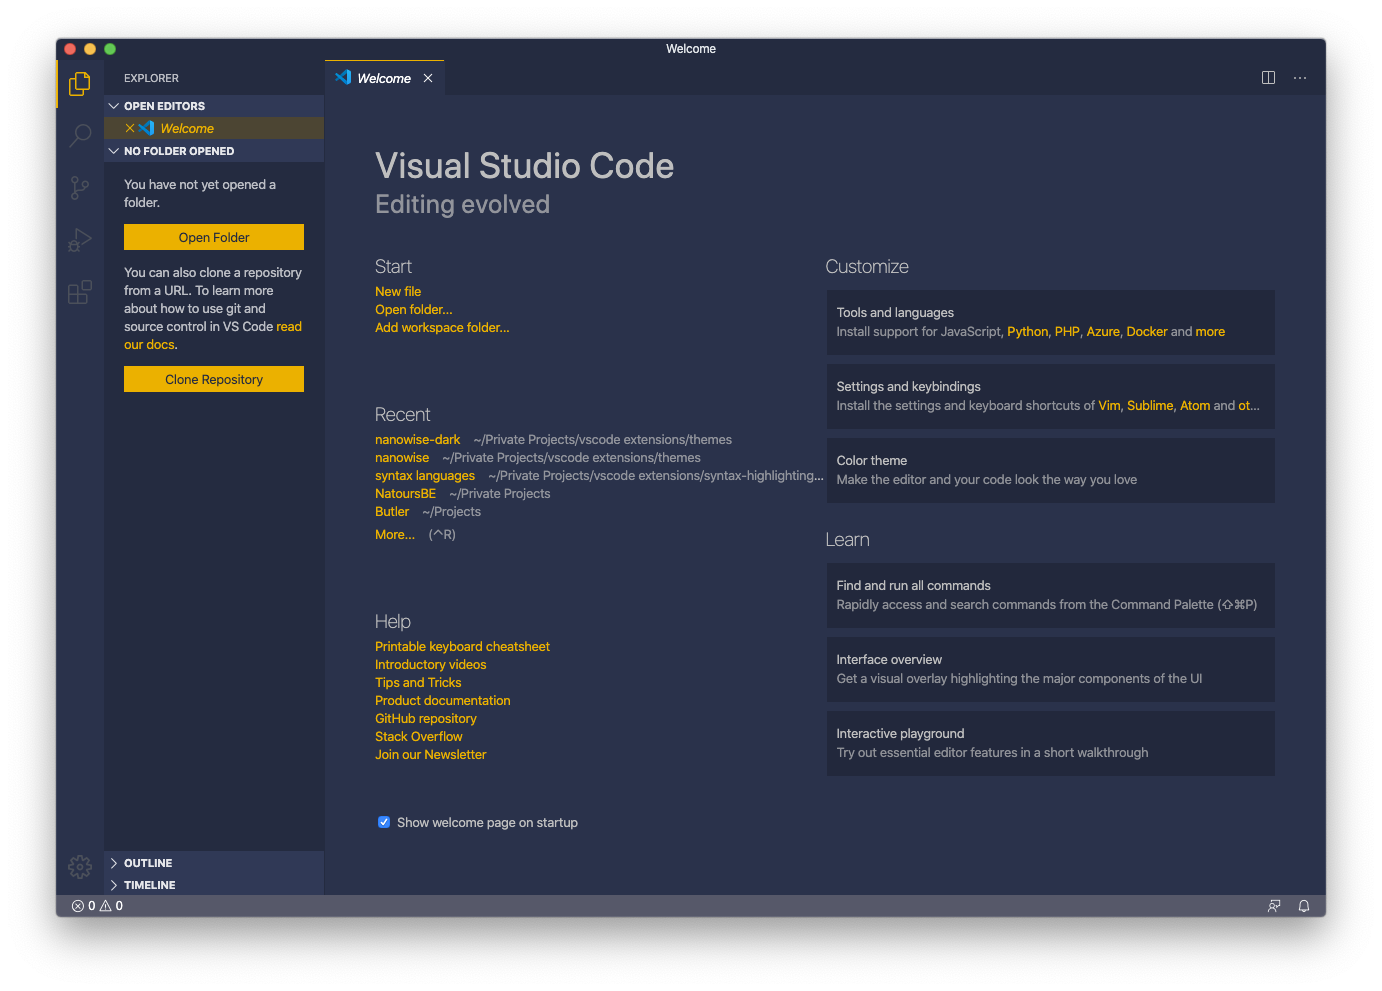 Welcome
EXPLORER
OPEN EDITORS
Welcome
NO FOLDER OPENED
You have not yet opened a
folder.
Open Folder
You can also clone a repository
from a URL. To learn more
about how to use git and
source control in VS Code read
our docs.
Clone Repository
OUTLINE
TIMELINE
Welcome
Visual Studio Code
Editing evolved
Start
New file
Open folder...
Add workspace folder...
Recent
nanowise-dark ~/Private Projects/vscode extensions/themes
nanowise ~/Private Projects/vscode extensions/themes
syntax languages ~/Private Projects/vscode extensions/syntax-highlighting...
NatoursBE ~/Private Projects
Butler ~/Projects
More... (^R)
Help
Printable keyboard cheatsheet
Introductory videos
Tips and Tricks
Product documentation
GitHub repository
Stack Overflow
Join our Newsletter
Show welcome page on startup
Customize
Tools and languages
Install support for JavaScript, Python, PHP, Azure, Docker and more
Settings and keybindings
Install the settings and keyboard shortcuts of Vim, Sublime, Atom and ot...
Color theme
Make the editor and your code look the way you love
Learn
Find and run all commands
Rapidly access and search commands from the Command Palette (⇧⌘P)
Interface overview
Get a visual overlay highlighting the major components of the UI
Interactive playground
Try out essential editor features in a short walkthrough
0 0